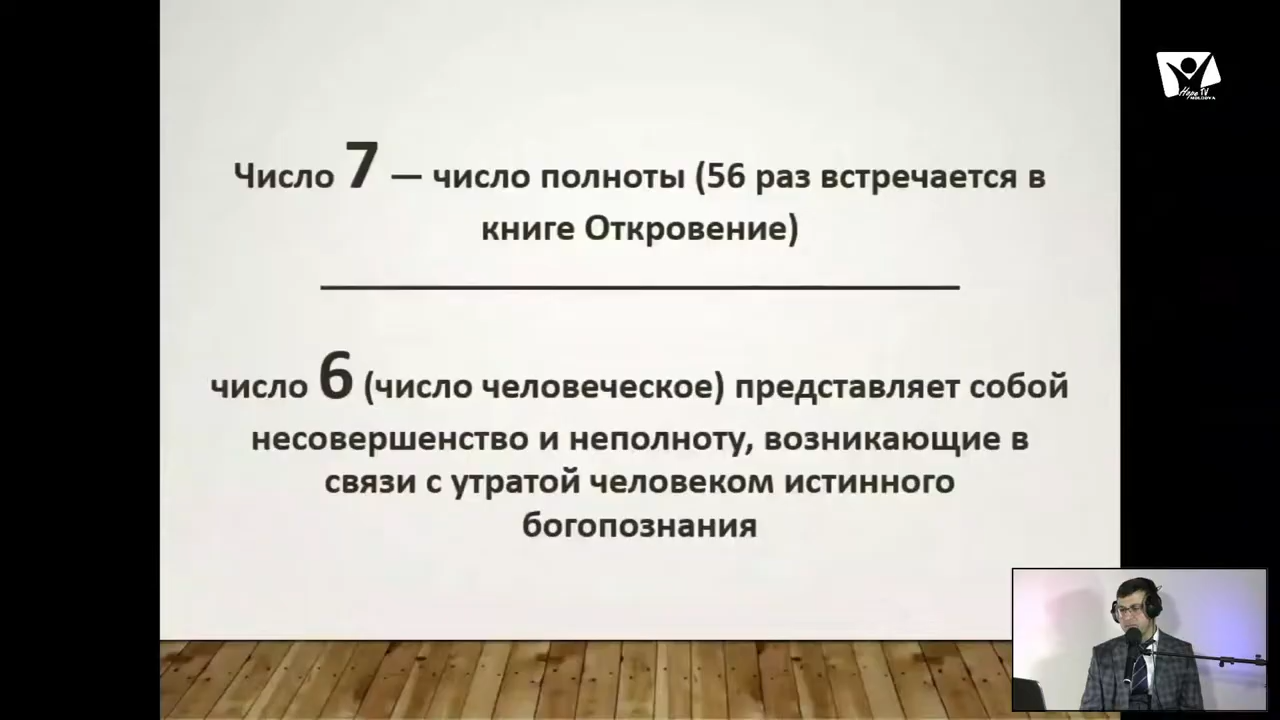 Hope TV
MOLDOVA
Число 7 — число полноты (56 раз встречается в
книге Откровение)
число 6 (число человеческое) представляет собой
несовершенство и неполноту, возникающие в
связи с утратой человеком истинного
богопознания